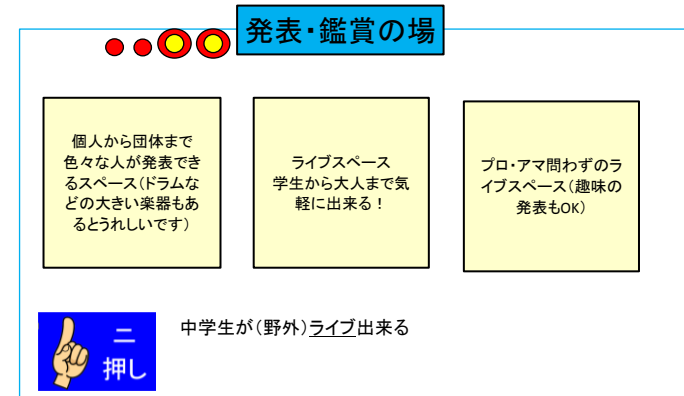 発表・鑑賞の場
個人から団体まで
色々な人が発表でき
るスペース(ドラムな
どの大きい楽器もあ
るとうれしいです)
ライブスペース
学生から大人まで気
軽に出来る！
プロ・アマ問わずのラ
イブスペース(趣味の
発表もOK)
二
押し
中学生が(野外)ライブ出来る